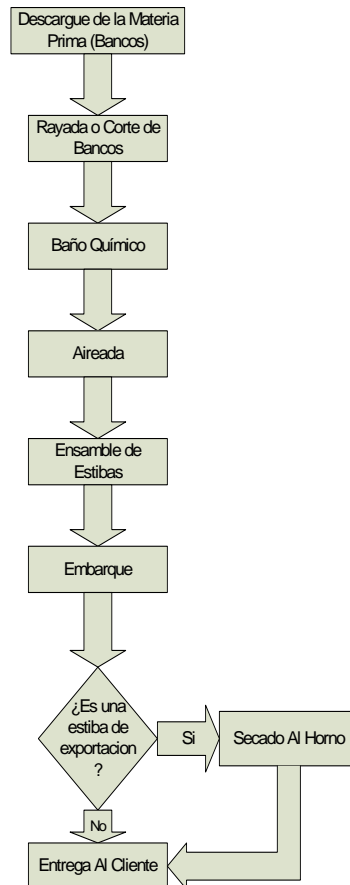 Descargue de la Materia
Prima (Bancos)
Rayada o Corte de
Bancos
Baño Químico
Aireada
Ensamble de
Estibas
Embarque
¿Es una
estiba de
exportacion
?
Si
Secado Al Horno
No
Entrega Al Cliente